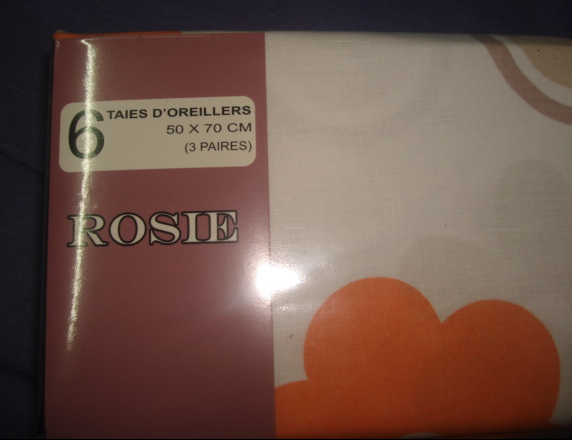 6 TAIES D'OREILLERS
50 X 70 CM
(3 PAIRES)
ROSIE